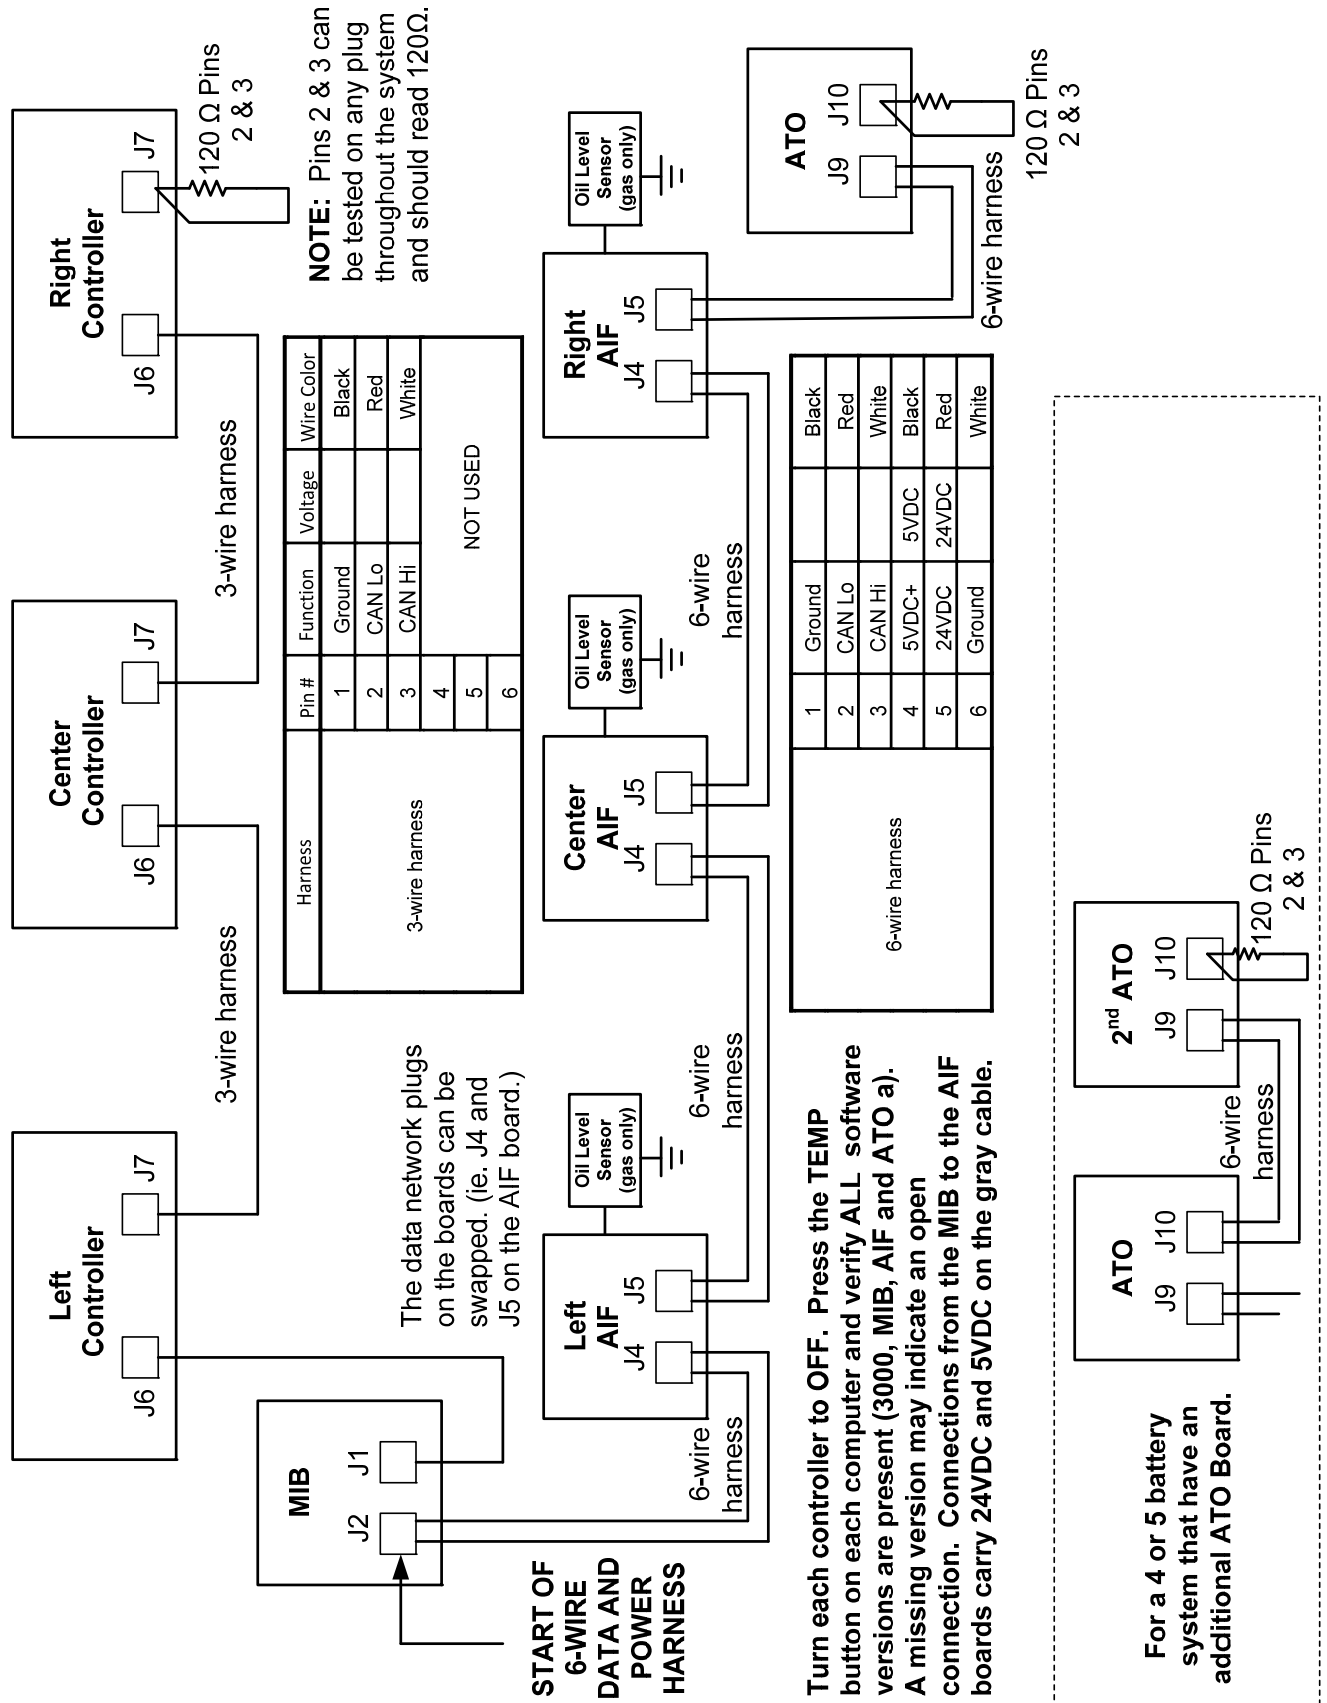 Left
Controller
J6
J7
Center
Controller
J6
J7
Right
Controller
J6
J7
3-wire harness
3-wire harness
120 Ω Pins
2 & 3
NOTE: Pins 2 & 3 can
be tested on any plug
throughout the system
and should read 120Ω.
MIB
J2
J1
The data network plugs
on the boards can be
swapped. (ie. J4 and
J5 on the AIF board.)
Harness Pin # Function Voltage Wire Color
3-wire harness
1 Ground Black
2 CAN Lo Red
3 CAN Hi White
4
5
6
NOT USED
START OF
6-WIRE
DATA AND
POWER
HARNESS
Left
AIF
J4
J5
Oil Level
Sensor
(gas only)
Center
AIF
J4
J5
Oil Level
Sensor
(gas only)
Right
AIF
J4
J5
Oil Level
Sensor
(gas only)
6-wire
harness
6-wire
harness
6-wire
harness
ATO
J9
J10
6-wire harness
120 Ω Pins
2 & 3
Turn each controller to OFF. Press the TEMP
button on each computer and verify ALL software
versions are present (3000, MIB, AIF and ATO a).
A missing version may indicate an open
connection. Connections from the MIB to the AIF
boards carry 24VDC and 5VDC on the gray cable.
6-wire harness
1 Ground Black
2 CAN Lo Red
3 CAN Hi White
4 5VDC+ 5VDC Black
5 24VDC 24VDC Red
6 Ground White
For a 4 or 5 battery
system that have an
additional ATO Board.
ATO
J9
J10
6-wire
harness
2nd ATO
J9
J10
120 Ω Pins
2 & 3